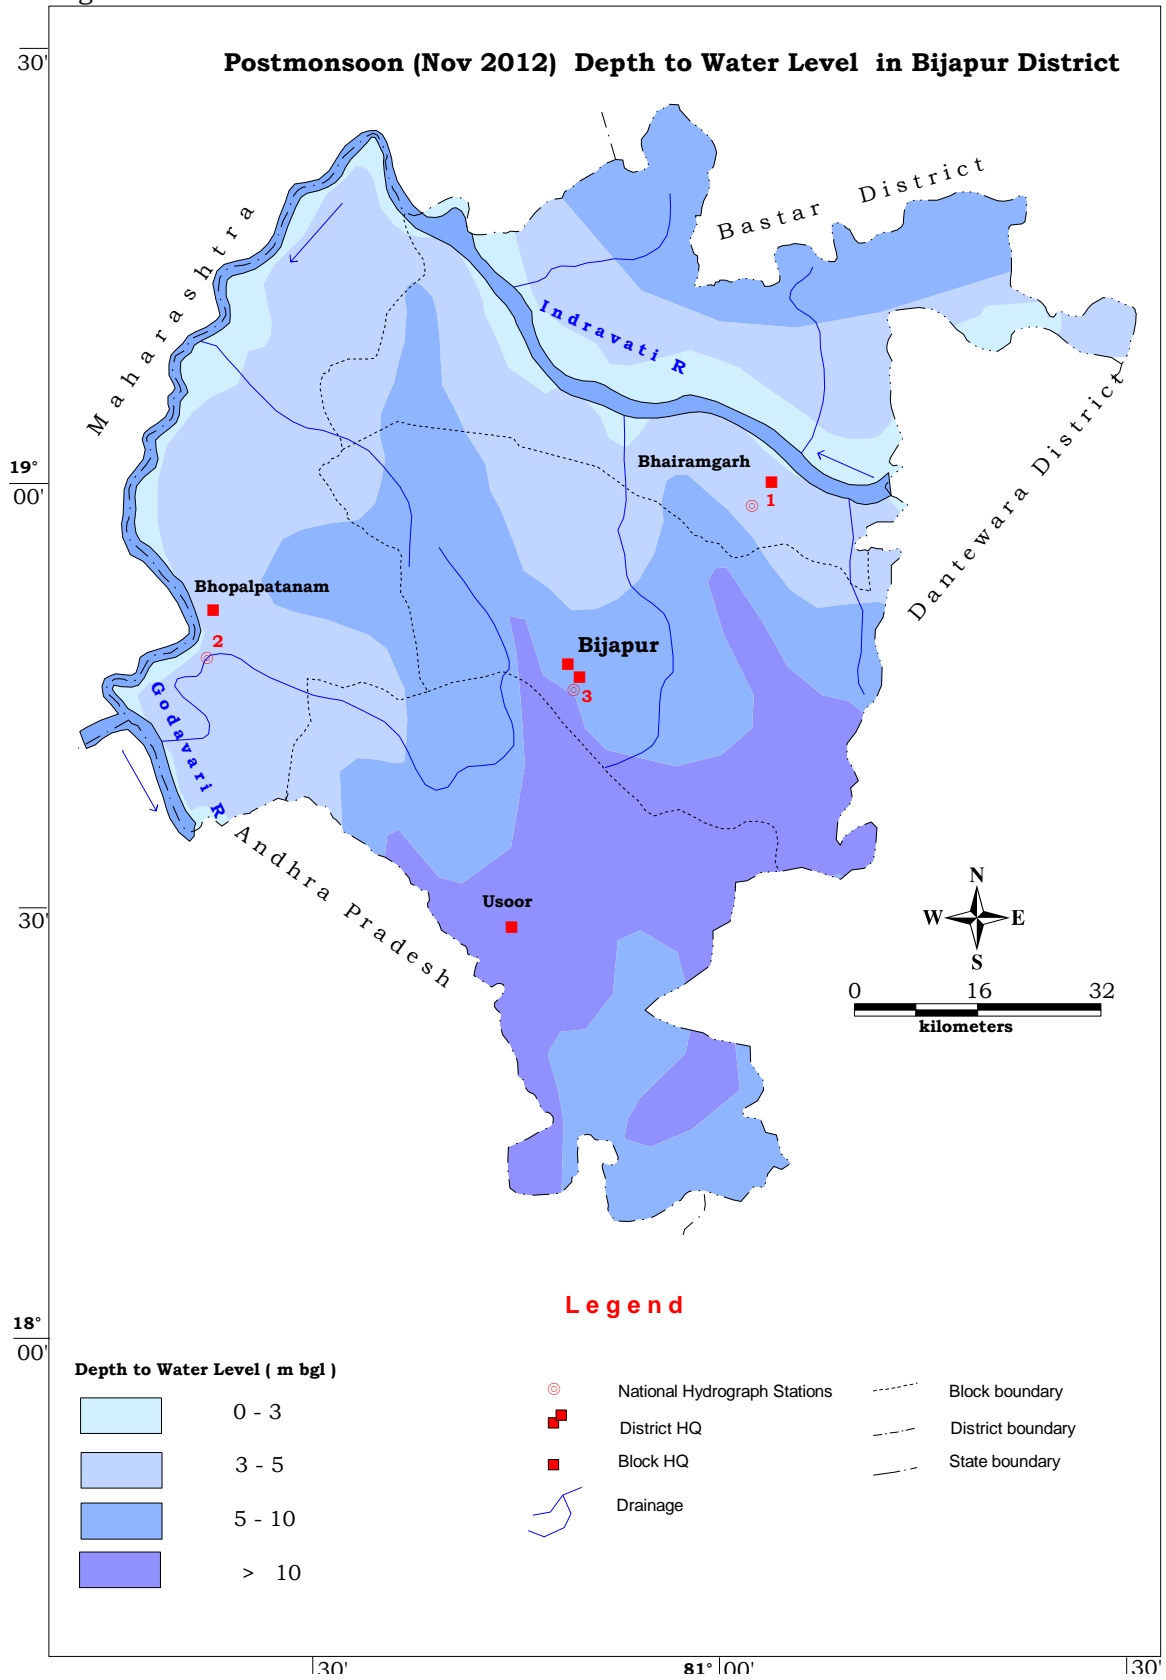 30'
Postmonsoon (Nov 2012) Depth to Water Level in Bijapur District
Bastar District
Maharashtra
Indravati R
19°
00'
Bhairamgarh
1
Dantewara District
Bhopalpatanam
2
Bijapur
3
Godavari R
Andhra Pradesh
Usoor
30'
N
W
E
S
0 16 32
kilometers
Legend
18°
00'
Depth to Water Level ( m bgl )
0 - 3
3 - 5
5 - 10
> 10
National Hydrograph Stations
District HQ
Block HQ
Drainage
Block boundary
District boundary
State boundary
30'
81° 00'
30'